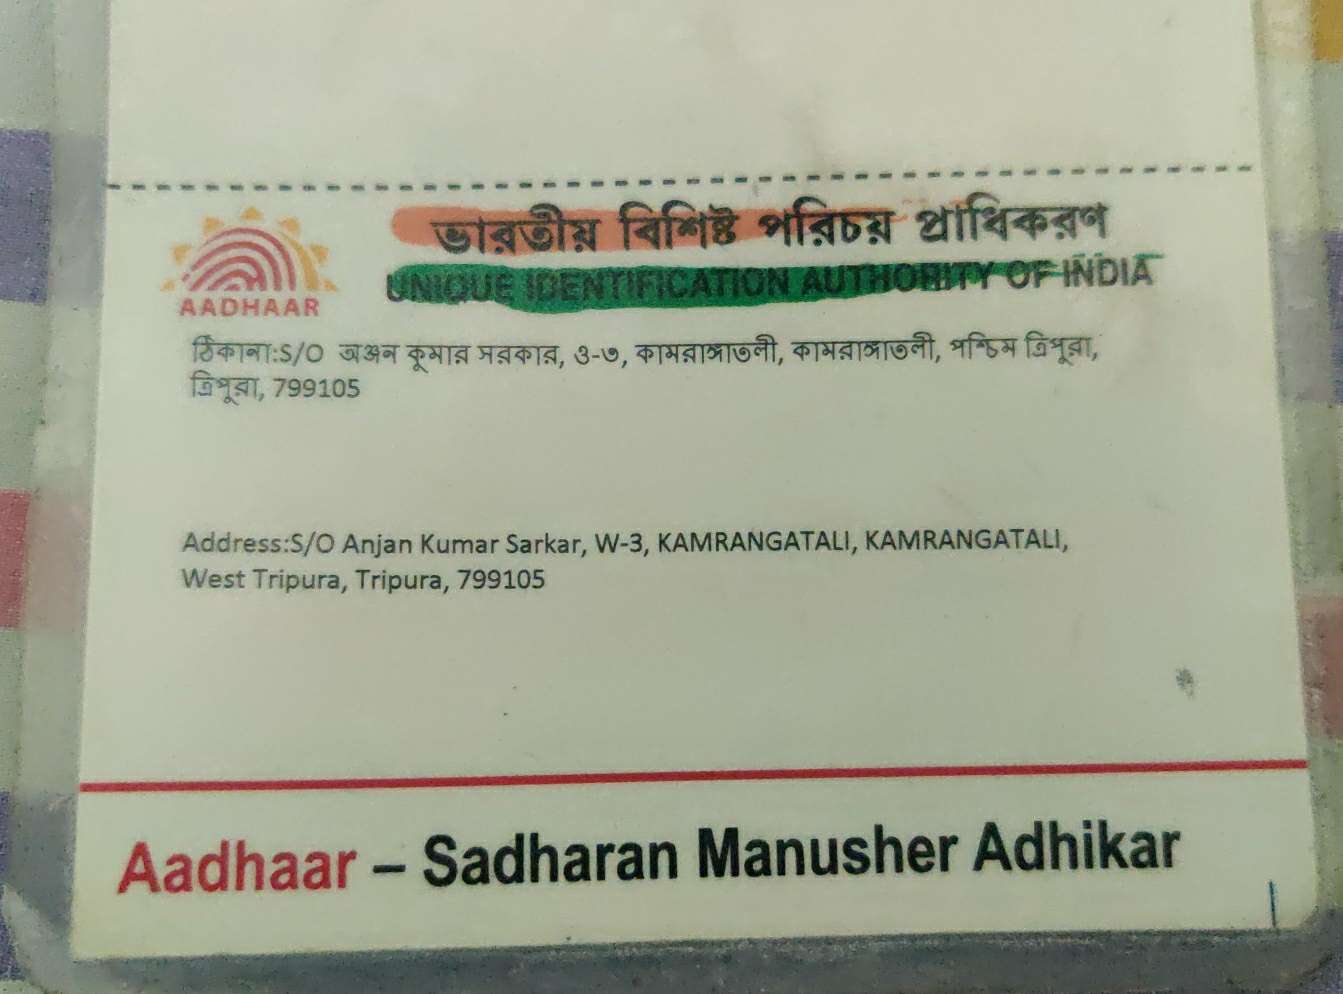 ভারতীয় বিশিষ্ট পরিচয় প্রাধিকরণ
UNIQUE IDENTIFICATION AUTHORITY OF INDIA
AADHAAR
ঠিকানা:S/O অঞ্জন কুমার সরকার, ও-৩, কামরাঙ্গাতলী, কামরাঙ্গাতলী, পশ্চিম ত্রিপুরা,
ত্রিপুরা, 799105
Address:S/O Anjan Kumar Sarkar, W-3, KAMRANGATALI, KAMRANGATALI,
West Tripura, Tripura, 799105
Aadhaar – Sadharan Manusher Adhikar